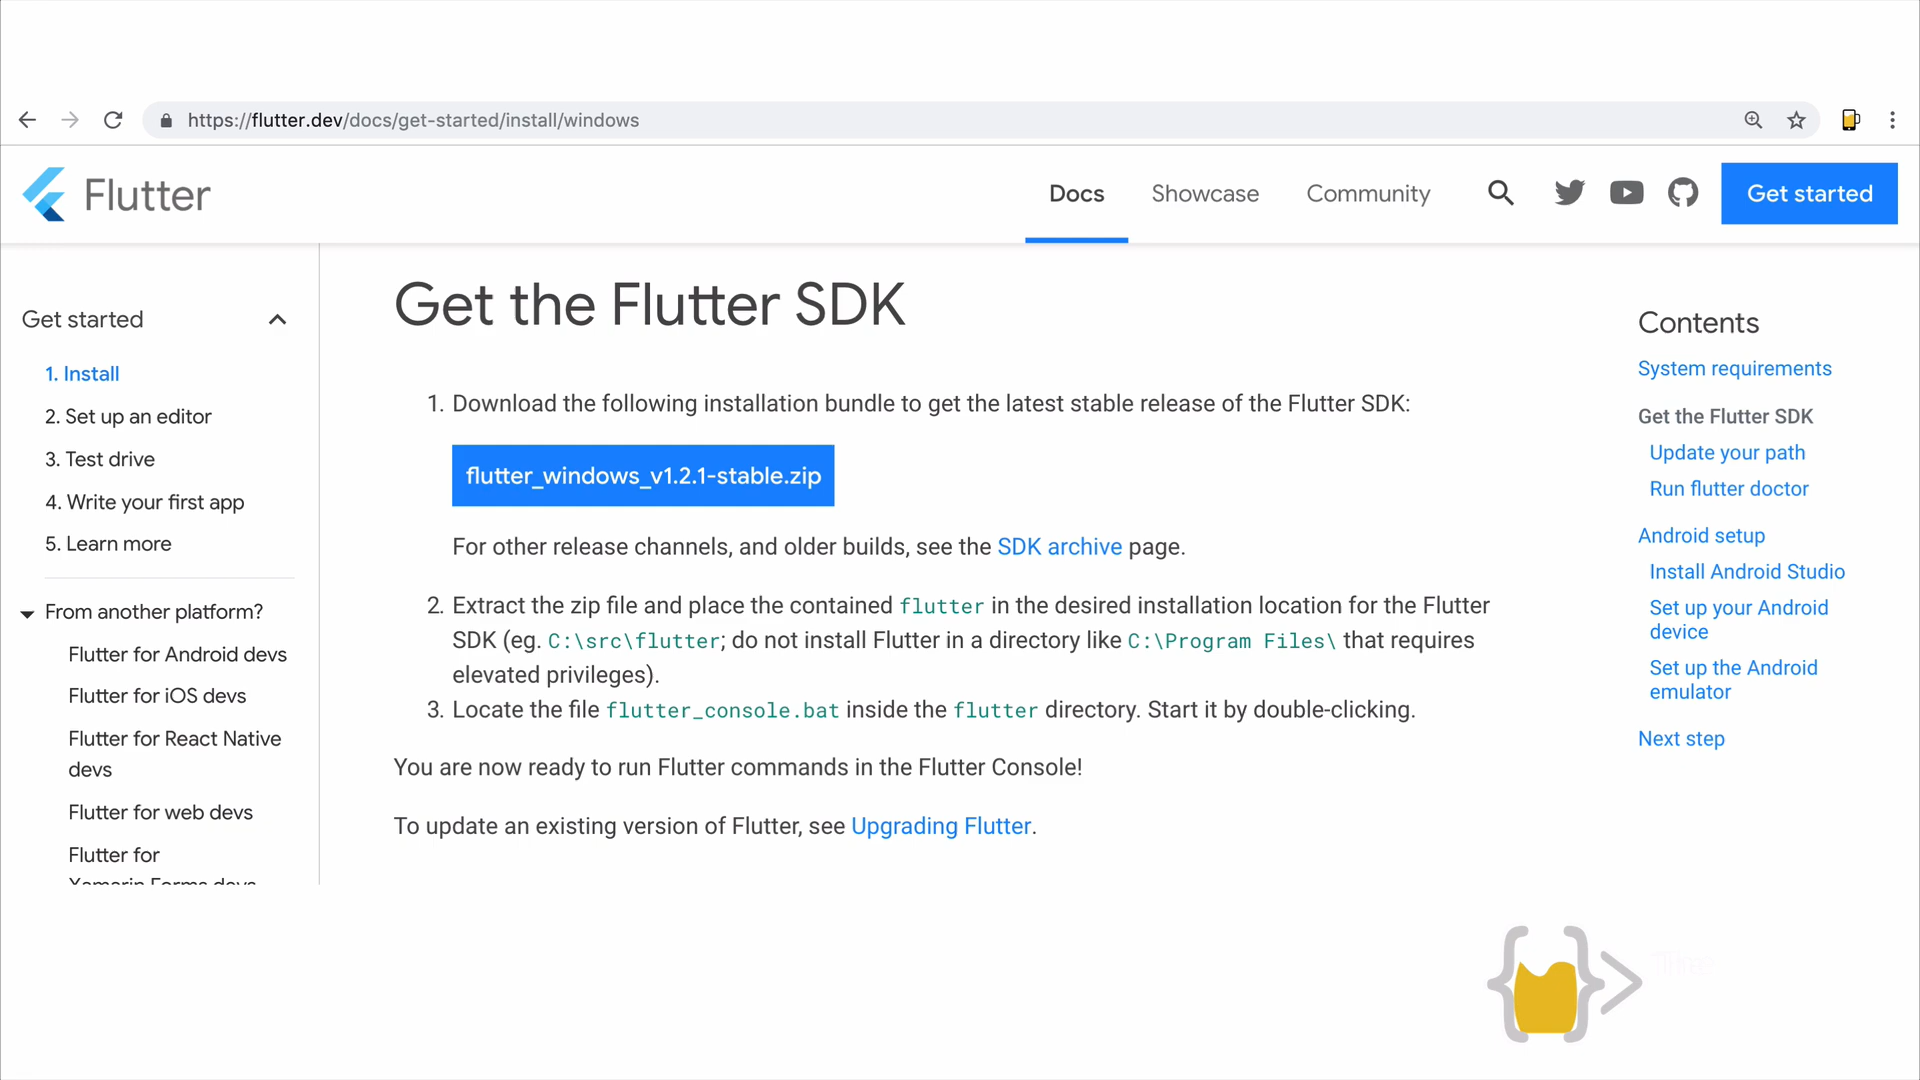 https://flutter.dev/docs/get-started/install/windows
Flutter
Docs
Showcase
Community
Get started
Get started
1. Install
2. Set up an editor
3. Test drive
4. Write your first app
5. Learn more
From another platform?
Flutter for Android devs
Flutter for iOS devs
Flutter for React Native
devs
Flutter for web devs
Flutter for
Xamarin Forms devs
Get the Flutter SDK
1. Download the following installation bundle to get the latest stable release of the Flutter SDK:
flutter_windows_v1.2.1-stable.zip
For other release channels, and older builds, see the SDK archive page.
2. Extract the zip file and place the contained flutter in the desired installation location for the Flutter
SDK (eg. C:\src\flutter; do not install Flutter in a directory like C:\Program Files\ that requires
elevated privileges).
3. Locate the file flutter_console.bat inside the flutter directory. Start it by double-clicking.
You are now ready to run Flutter commands in the Flutter Console!
To update an existing version of Flutter, see Upgrading Flutter.
Contents
System requirements
Get the Flutter SDK
Update your path
Run flutter doctor
Android setup
Install Android Studio
Set up your Android
device
Set up the Android
emulator
Next step